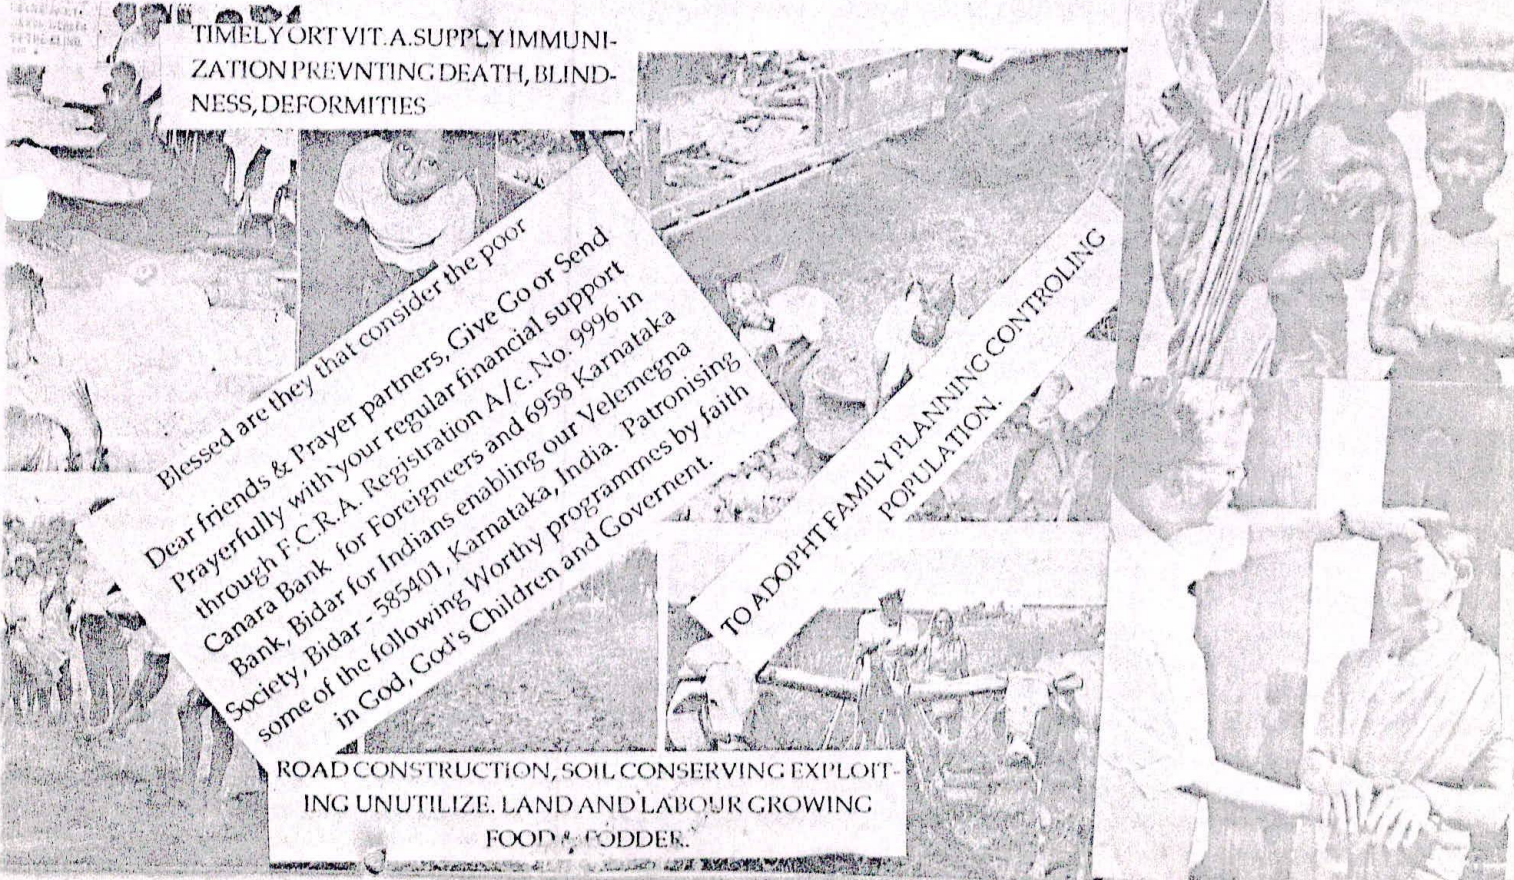 TIMELY ORT VIT. A. SUPPLY IMMUNI-
ZATION PREVNTING DEATH, BLIND-
NESS, DEFORMITIES
Blessed are they that consider the poor
Dear friends & Prayer partners, Give Go or Send
Prayerfully with your regular financial support
through F.C.R.A. Registration A/c. No. 9996 in
Canara Bank for Foreigneers and 6958 Karnataka
Bank, Bidar for Indians enabling our Velemegna
Society, Bidar - 585401, Karnataka, India. Patronising
some of the following Worthy programmes by faith
in God, God's Children and Governent.
TO ADOPHT FAMILY PLANNING CONTROLING
POPULATION.
ROAD CONSTRUCTION, SOIL CONSERVING EXPLOIT-
ING UNUTILIZE. LAND AND LABOUR GROWING
FOOD & FODDER.